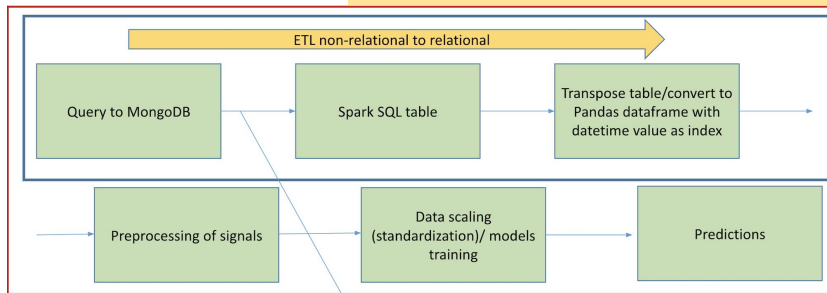 ETL non-relational to relational
Query to MongoDB
Spark SQL table
Transpose table/convert to
Pandas dataframe with
datetime value as index
Preprocessing of signals
Data scaling
(standardization)/ models
training
Predictions